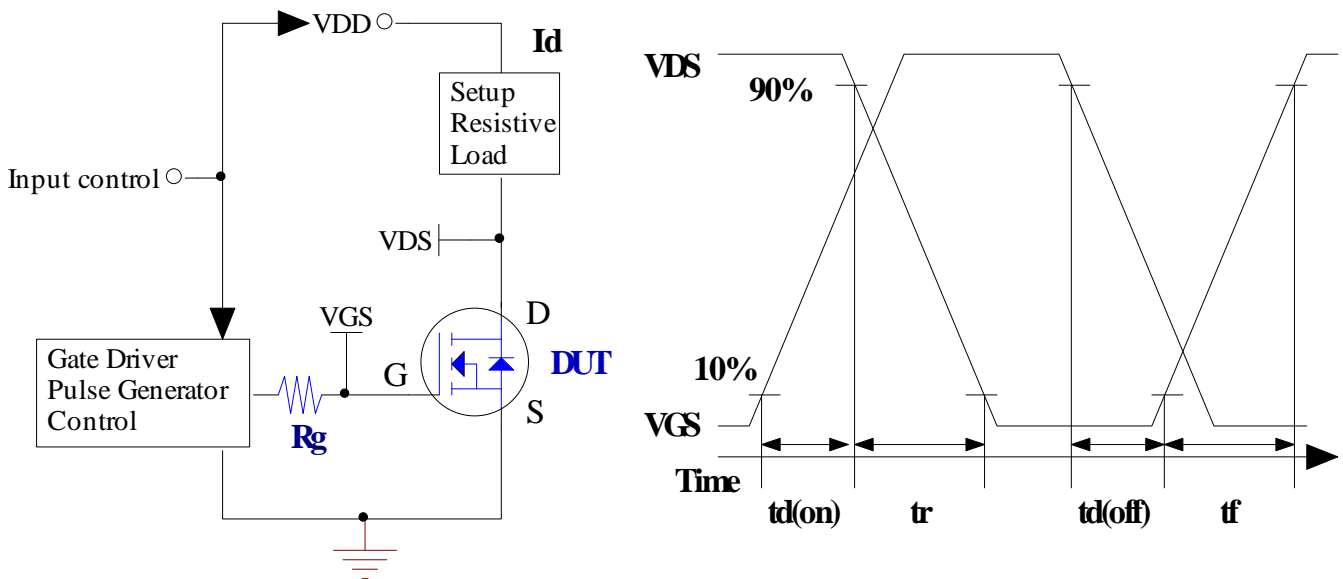 VDD
Id
Setup
Resistive
Load
Input control
VDS
VGS
D
G
S
DUT
Gate Driver
Pulse Generator
Control
Rg
VDS
90%
10%
VGS
Time
td(on)
tr
td(off)
tf